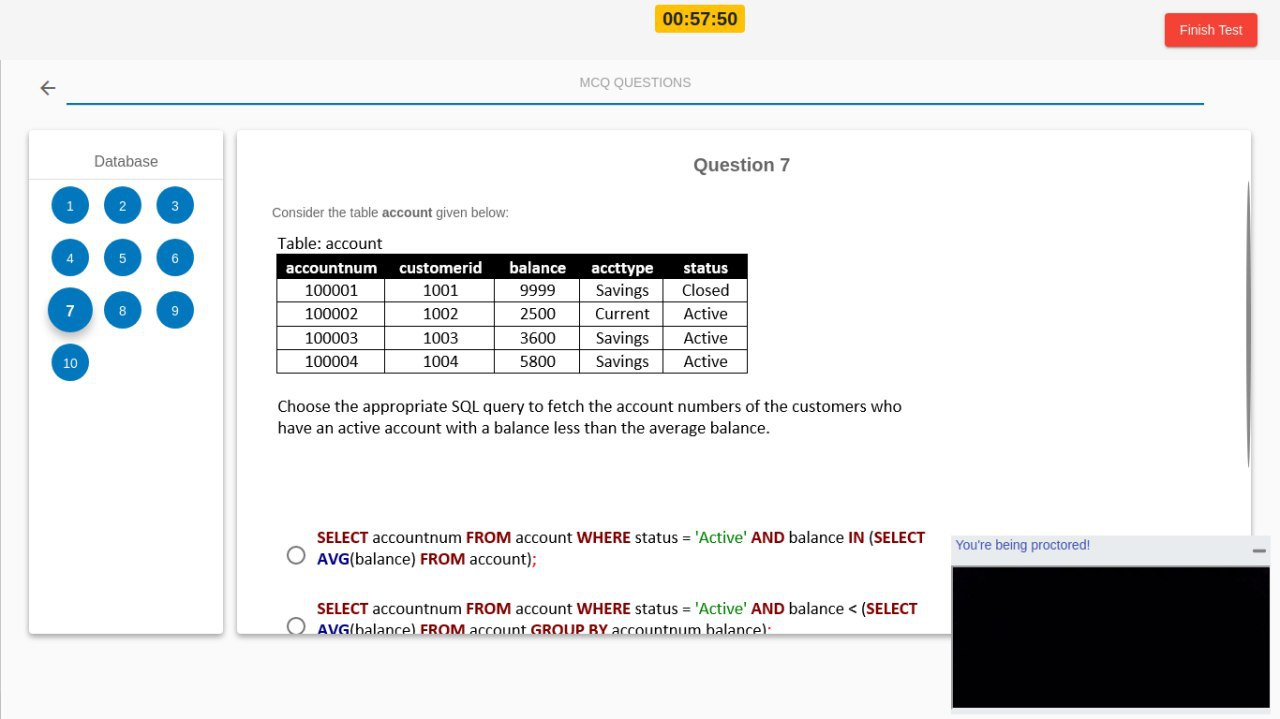 00:57:50
Finish Test
MCQ QUESTIONS
Database
1 2 3
4 5 6
7 8 9
10
Question 7
Consider the table account given below:
Table: account
accountnum customerid balance accttype status
100001 1001 9999 Savings Closed
100002 1002 2500 Current Active
100003 1003 3600 Savings Active
100004 1004 5800 Savings Active
Choose the appropriate SQL query to fetch the account numbers of the customers who
have an active account with a balance less than the average balance.
SELECT accountnum FROM account WHERE status = 'Active' AND balance IN (SELECT
AVG(balance) FROM account);
SELECT accountnum FROM account WHERE status = 'Active' AND balance < (SELECT
AVG(balance) FROM account GROUP BY accountnum balance);
You're being proctored!